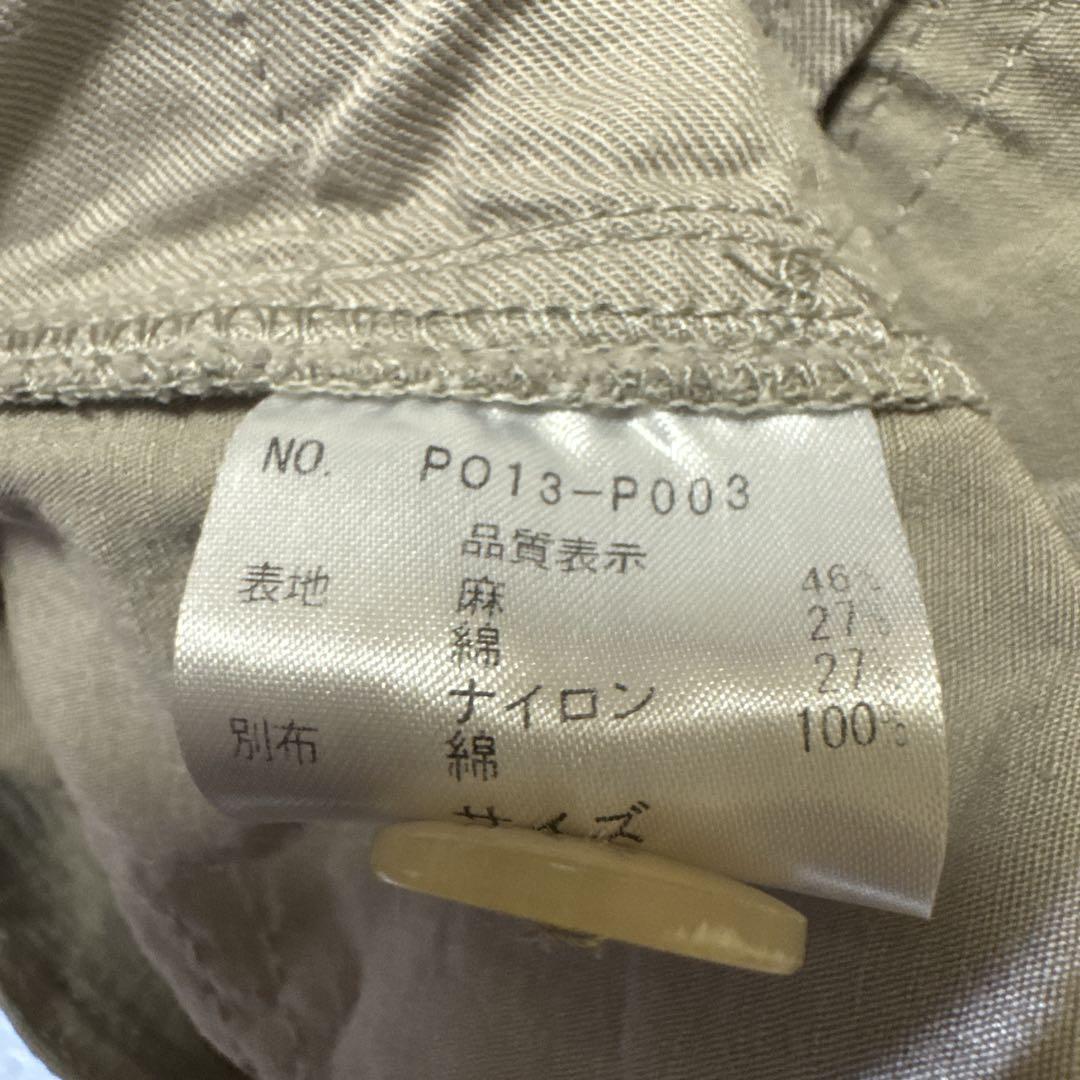 NO. PO13-P003
品質表示
表地 麻 46%
綿 27%
ナイロン 27%
別布 綿 100%
サイズ